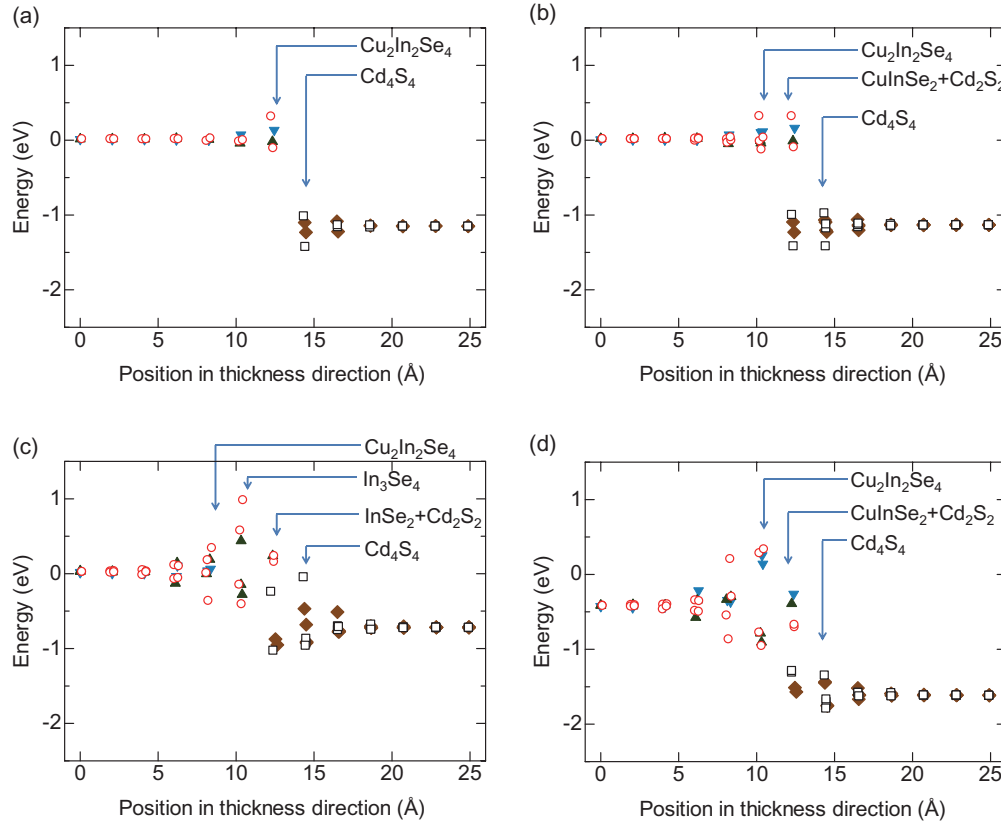 (a)
Cu₂In₂Se₄
Cd₄S₄
1
0
-1
-2
Energy (eV)
0 5 10 15 20 25
Position in thickness direction (Å)
(b)
Cu₂In₂Se₄
CuInSe₂+Cd₂S₂
Cd₄S₄
1
0
-1
-2
Energy (eV)
0 5 10 15 20 25
Position in thickness direction (Å)
(c)
Cu₂In₂Se₄
In₃Se₄
InSe₂+Cd₂S₂
Cd₄S₄
1
0
-1
-2
Energy (eV)
0 5 10 15 20 25
Position in thickness direction (Å)
(d)
Cu₂In₂Se₄
CuInSe₂+Cd₂S₂
Cd₄S₄
1
0
-1
-2
Energy (eV)
0 5 10 15 20 25
Position in thickness direction (Å)